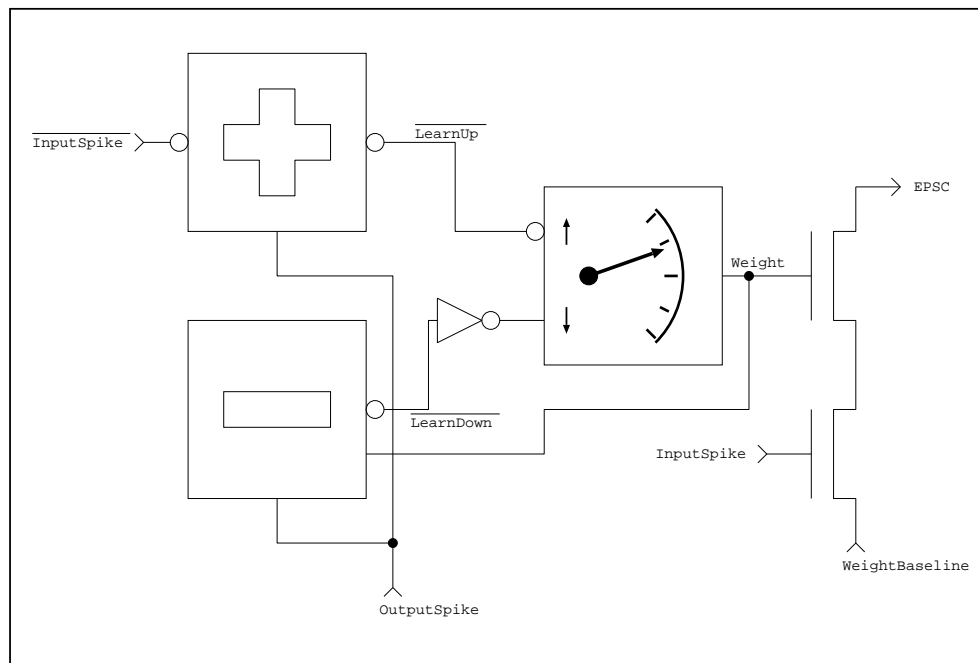 InputSpike
LearnUp
EPSC
Weight
LearnDown
InputSpike
WeightBaseline
OutputSpike